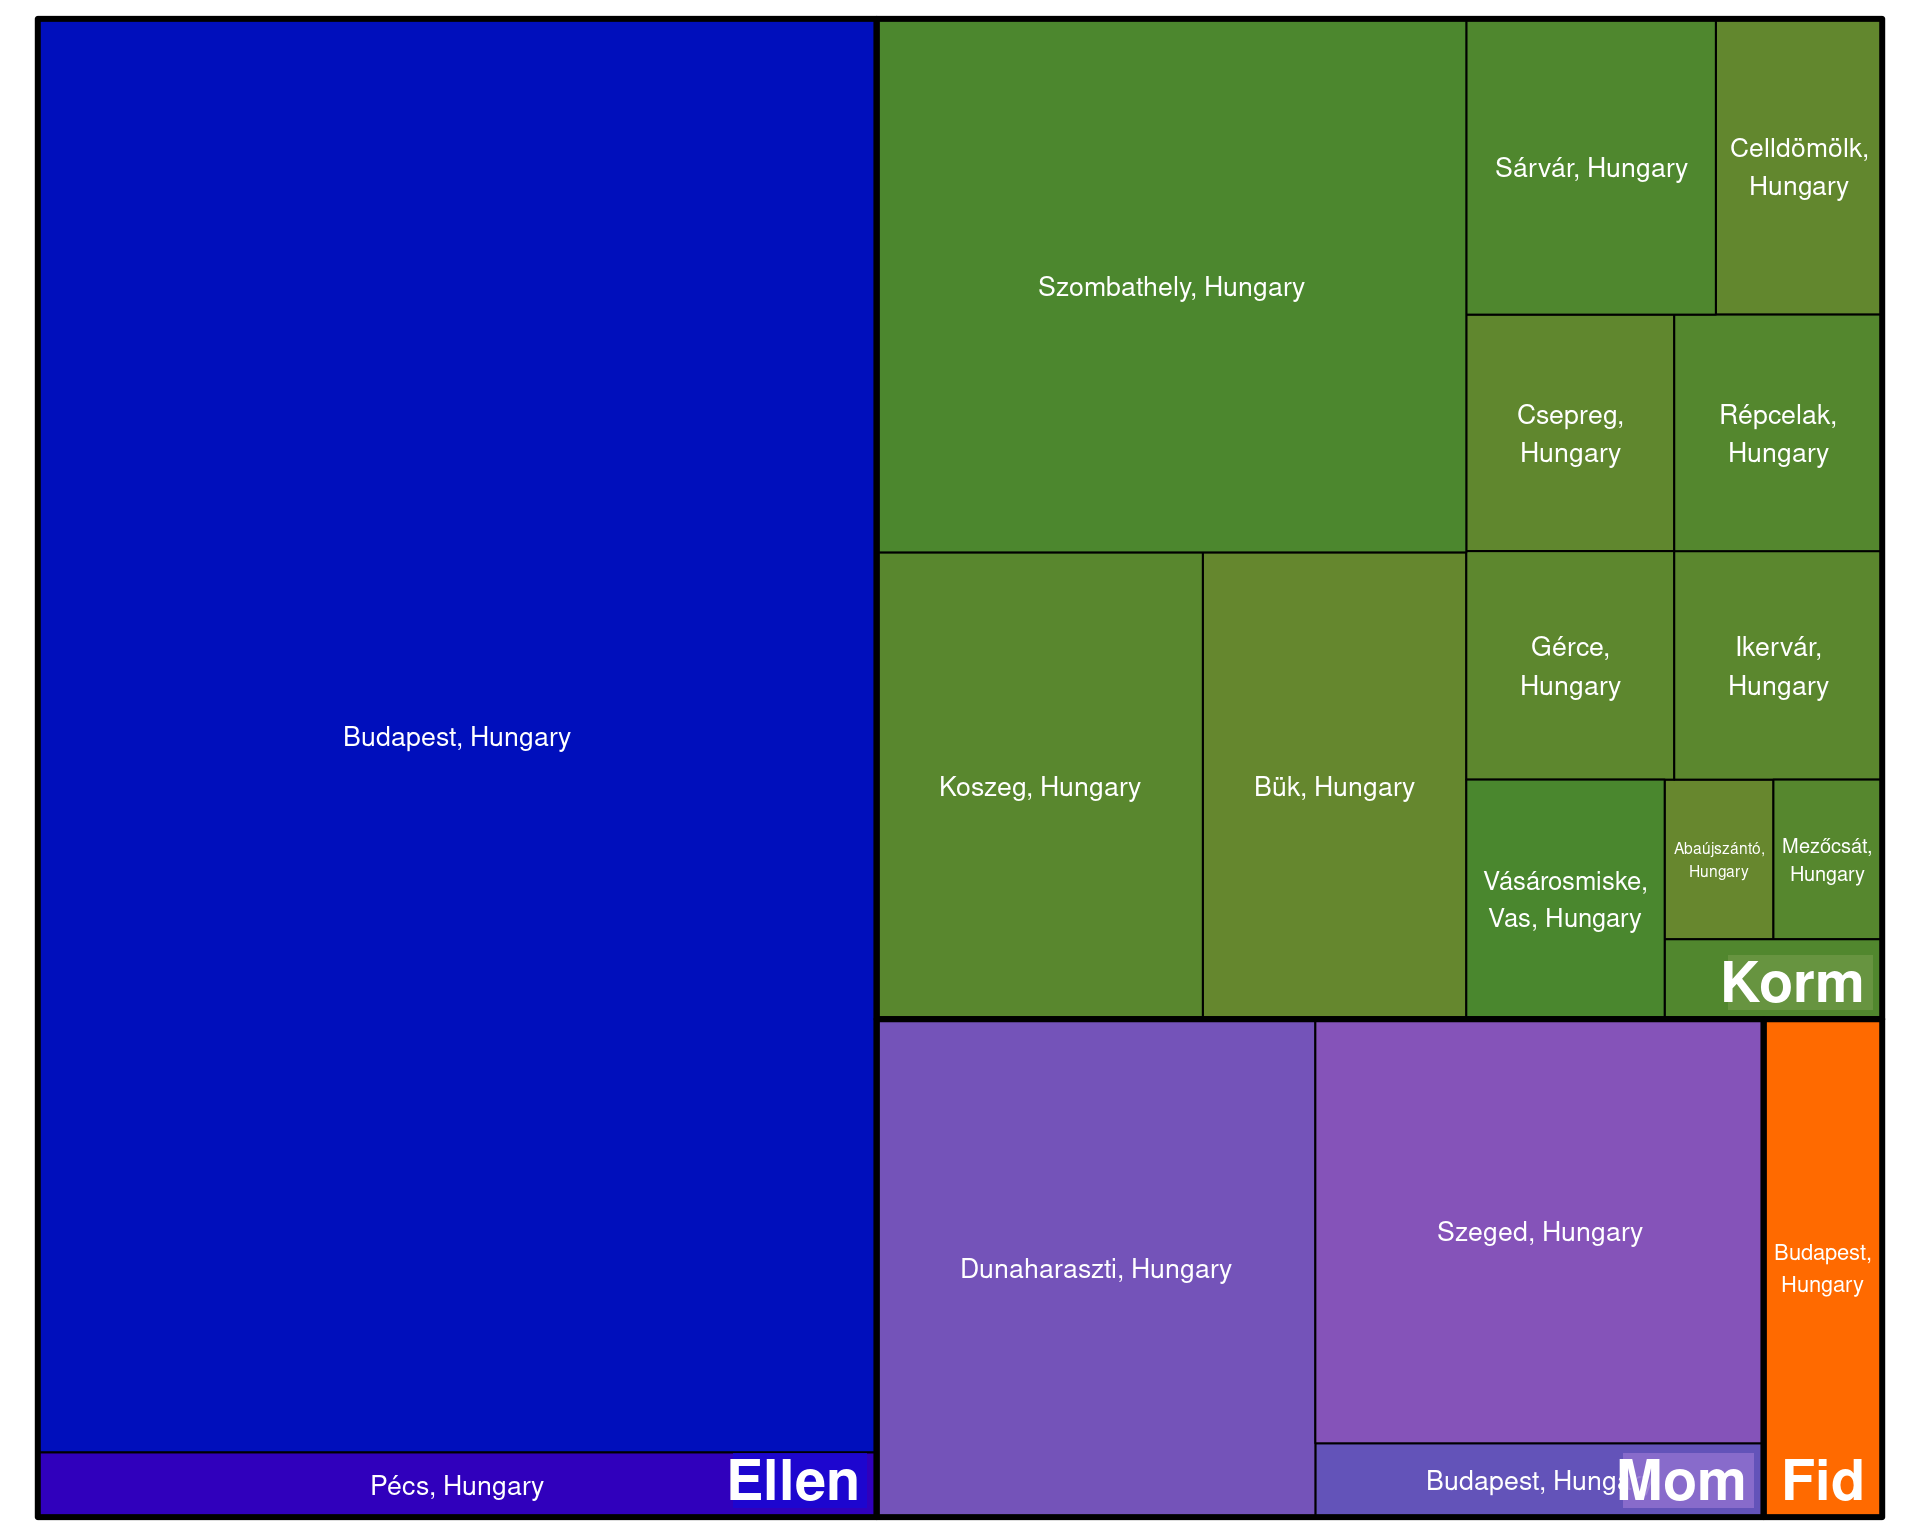 Budapest, Hungary
Pécs, Hungary
Ellen
Szombathely, Hungary
Sárvár, Hungary
Celldömölk,
Hungary
Csepreg,
Hungary
Répcelak,
Hungary
Koszeg, Hungary
Bük, Hungary
Gérce,
Hungary
Ikervár,
Hungary
Vásárosmiske,
Vas, Hungary
Abaújszántó,
Hungary
Mezőcsát,
Hungary
Korm
Dunaharaszti, Hungary
Szeged, Hungary
Budapest,
Mom
Budapest,
Hungary
Fid